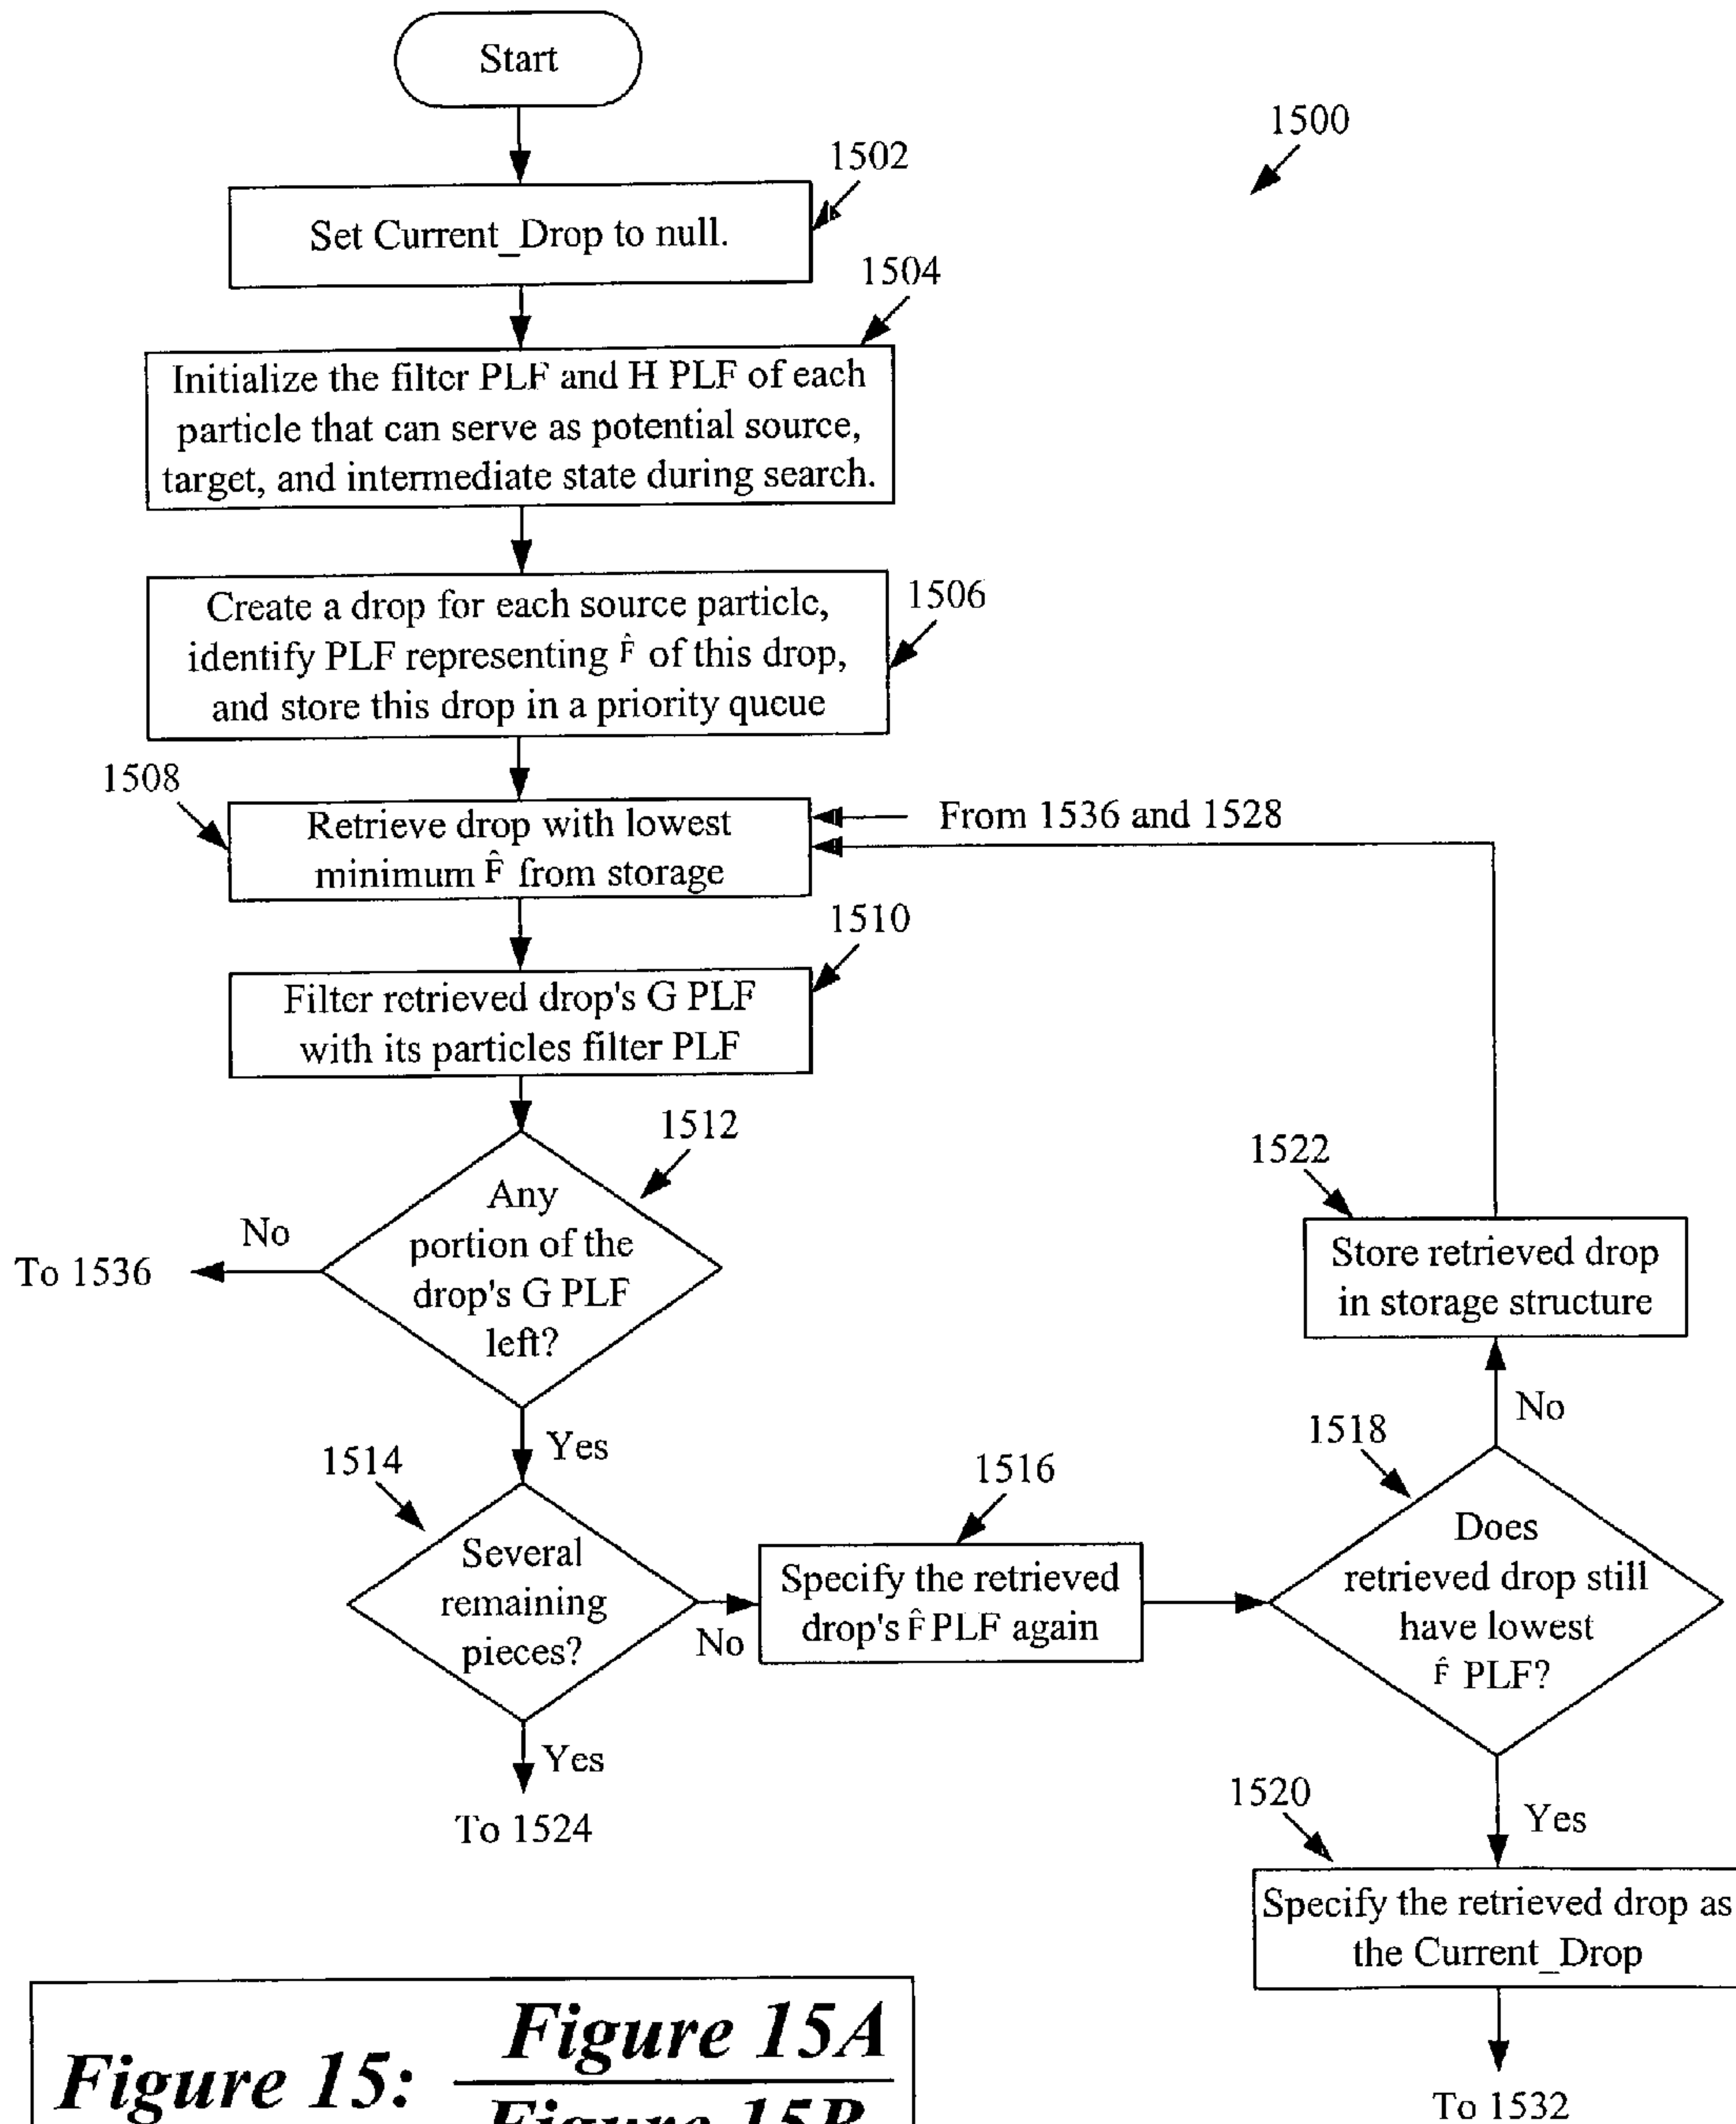 Start
1500
1502
Set Current_Drop to null.
1504
Initialize the filter PLF and H PLF of each
particle that can serve as potential source,
target, and intermediate state during search.
1506
Create a drop for each source particle,
identify PLF representing F̂ of this drop,
and store this drop in a priority queue
1508
Retrieve drop with lowest
minimum F̂ from storage
From 1536 and 1528
1510
Filter retrieved drop's G PLF
with its particles filter PLF
1512
Any
portion of the
drop's G PLF
left?
No
To 1536
Yes
1514
Several
remaining
pieces?
No
Yes
To 1524
1516
Specify the retrieved
drop's F̂ PLF again
1518
Does
retrieved drop still
have lowest
F̂ PLF?
No
1522
Store retrieved drop
in storage structure
Yes
1520
Specify the retrieved drop as
the Current_Drop
To 1532
Figure 15:
Figure 15A
Figure 15B